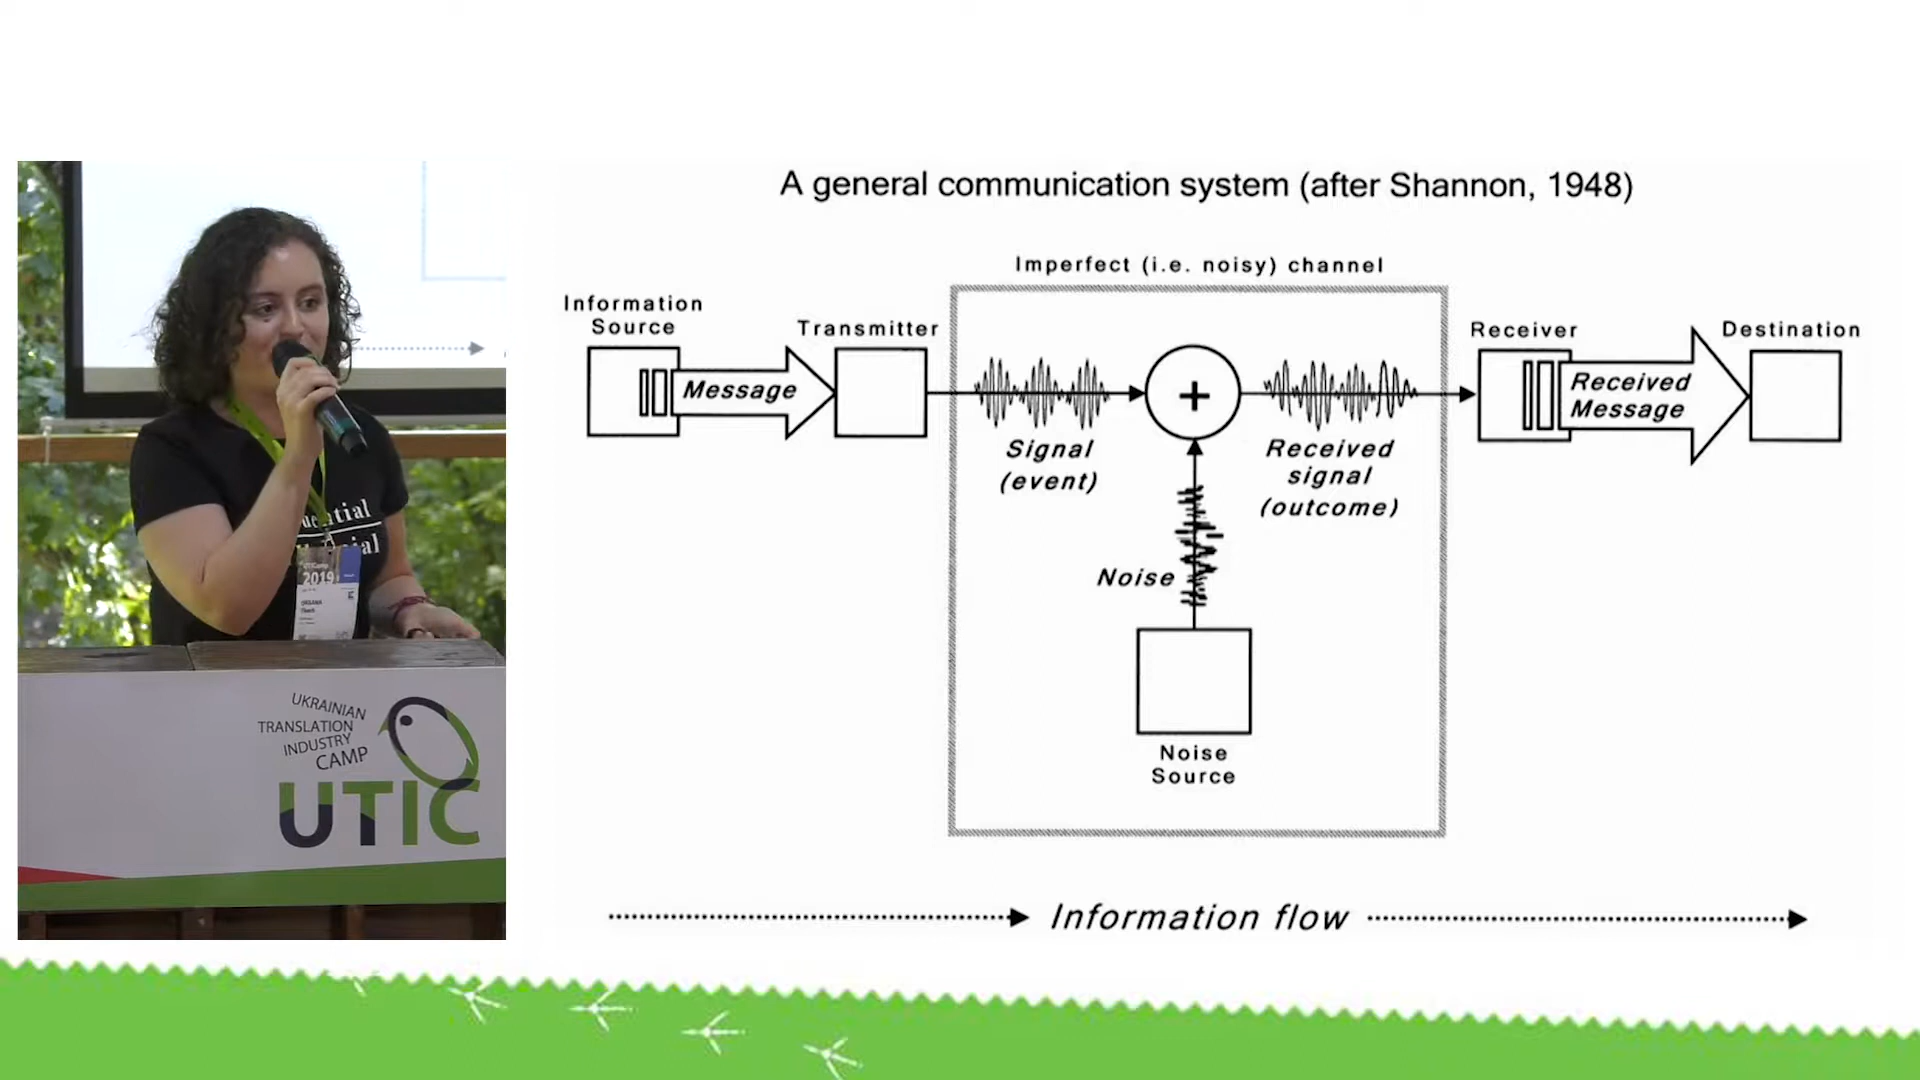 A general communication system (after Shannon, 1948)
Imperfect (i.e. noisy) channel
Information
Source
Transmitter
Receiver
Destination
Message
Received
Message
Signal
(event)
Received
signal
(outcome)
Noise
Noise
Source
Information flow
2019
UKRAINIAN
TRANSLATION
INDUSTRY
CAMP
UTIC